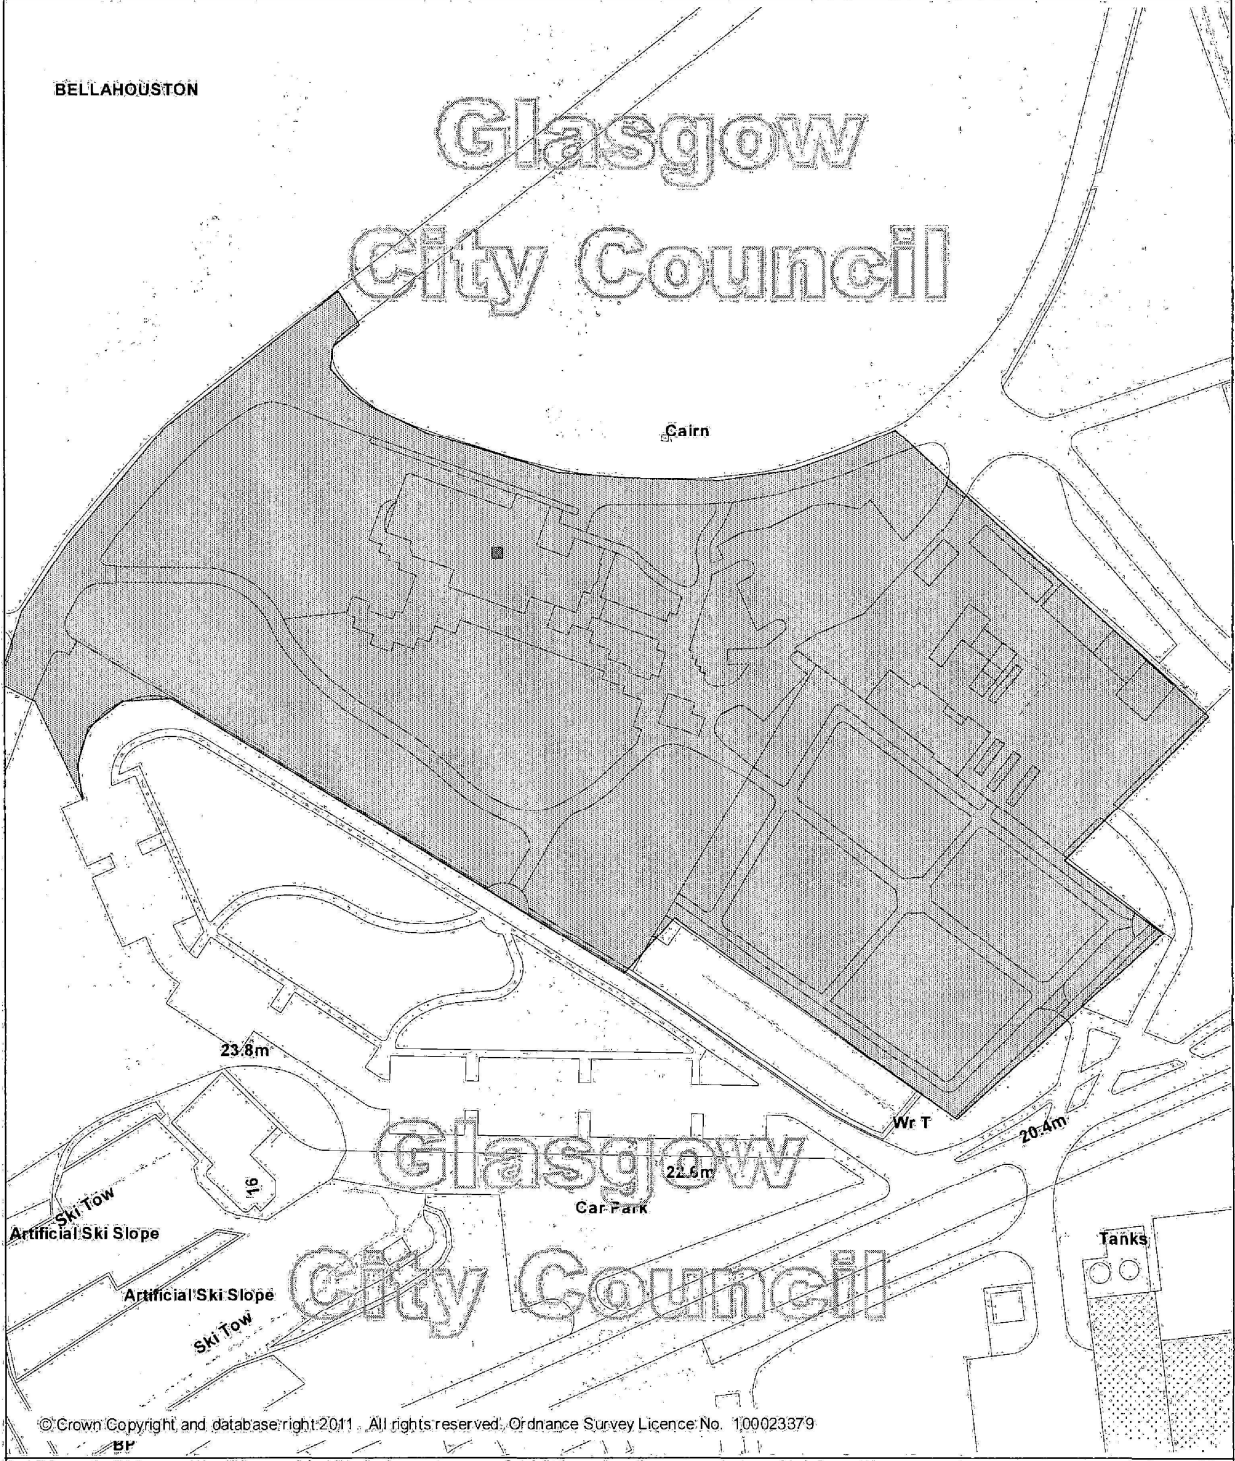 BELLAHOUSTON
Glasgow
City Council
Cairn
23.8m
Wr T
20.4m
Glasgow
22.6m
16
Ski Tow
Car Park
Artificial Ski Slope
Tanks
City Council
Artificial Ski Slope
Ski Tow
© Crown Copyright and database right 2011. All rights reserved. Ordnance Survey Licence No. 100023379
BP